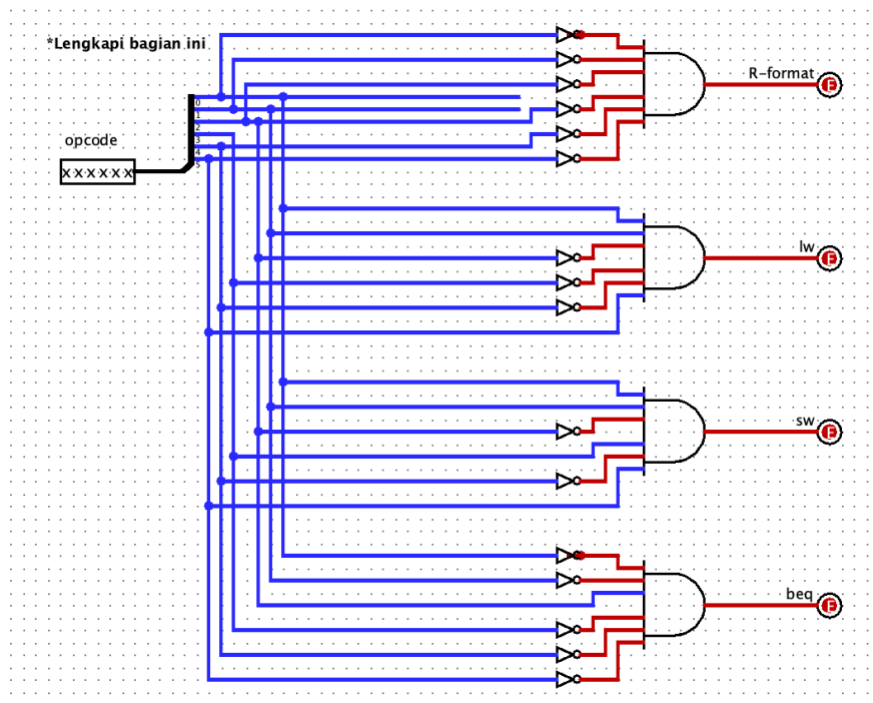 *Lengkapi bagian ini
R-format
E
0
1
2
3
4
5
opcode
xxxxxx
lw
E
sw
E
beq
E